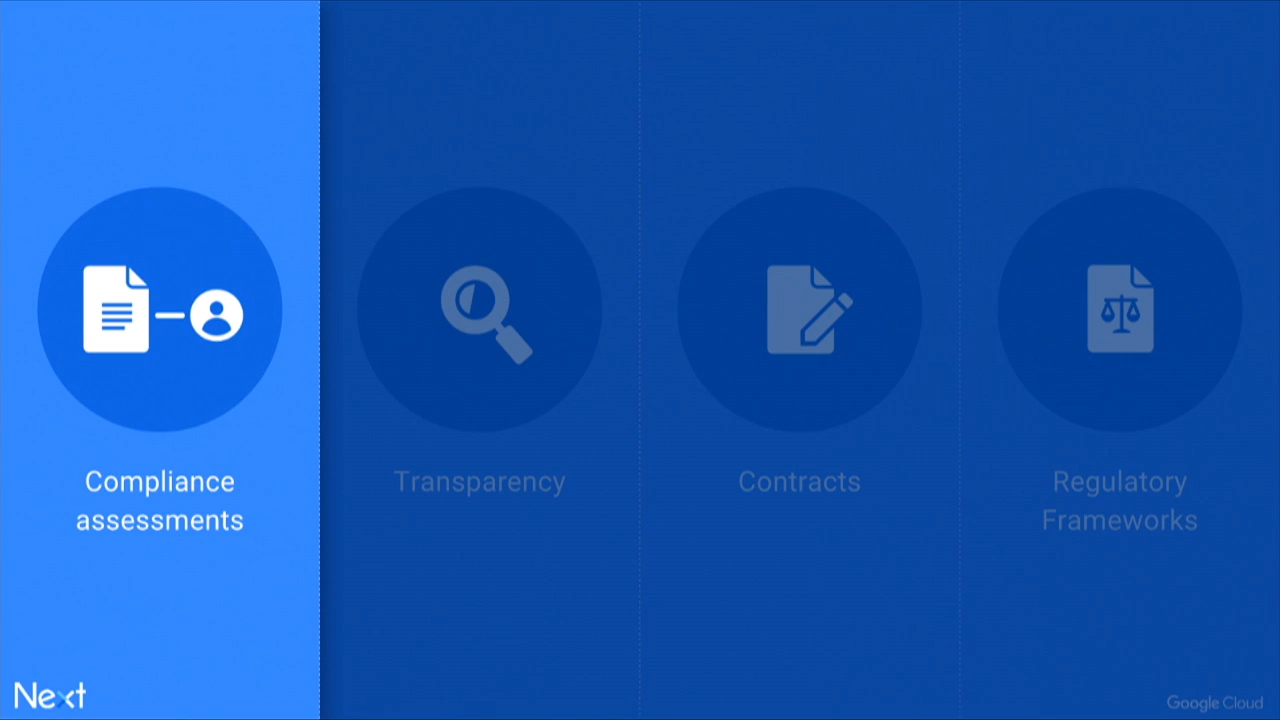 Compliance
assessments
Transparency
Contracts
Regulatory
Frameworks
Next
Google Cloud